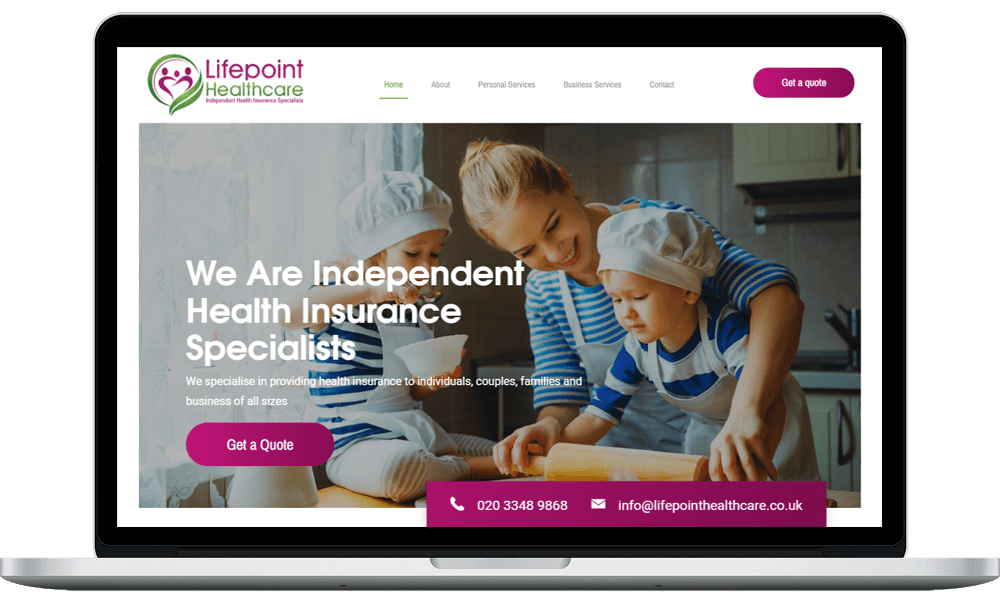 Lifepoint
Healthcare
Independent Health Insurance Specialists
Home About Personal Services Business Services Contact
Get a quote
We Are Independent
Health Insurance
Specialists
We specialise in providing health insurance to individuals, couples, families and
business of all sizes
Get a Quote
020 3348 9868 info@lifepointhealthcare.co.uk